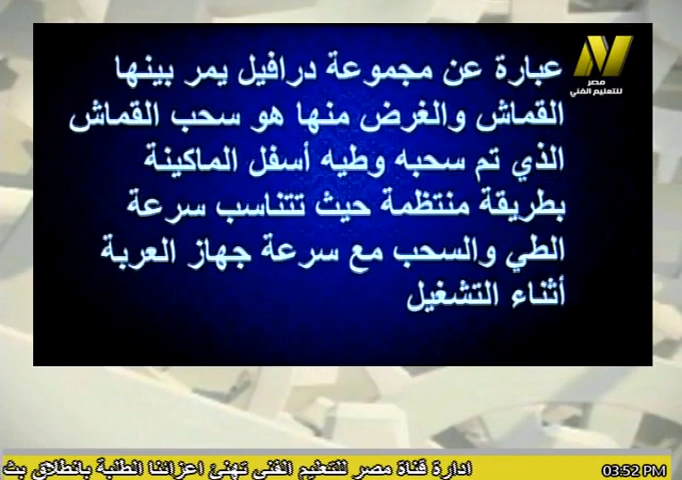 عبارة عن مجموعة درافيل يمر بينها
القماش والغرض منها هو سحب القماش
الذي تم سحبه وطيه أسفل الماكينة
بطريقة منتظمة حيث تتناسب سرعة
الطي والسحب مع سرعة جهاز العربة
أثناء التشغيل
مصر
للتعليم الفني
ادارة قناة مصر للتعليم الفني تهنئ اعزائنا الطلبة بانطلاق بث
03:52 PM